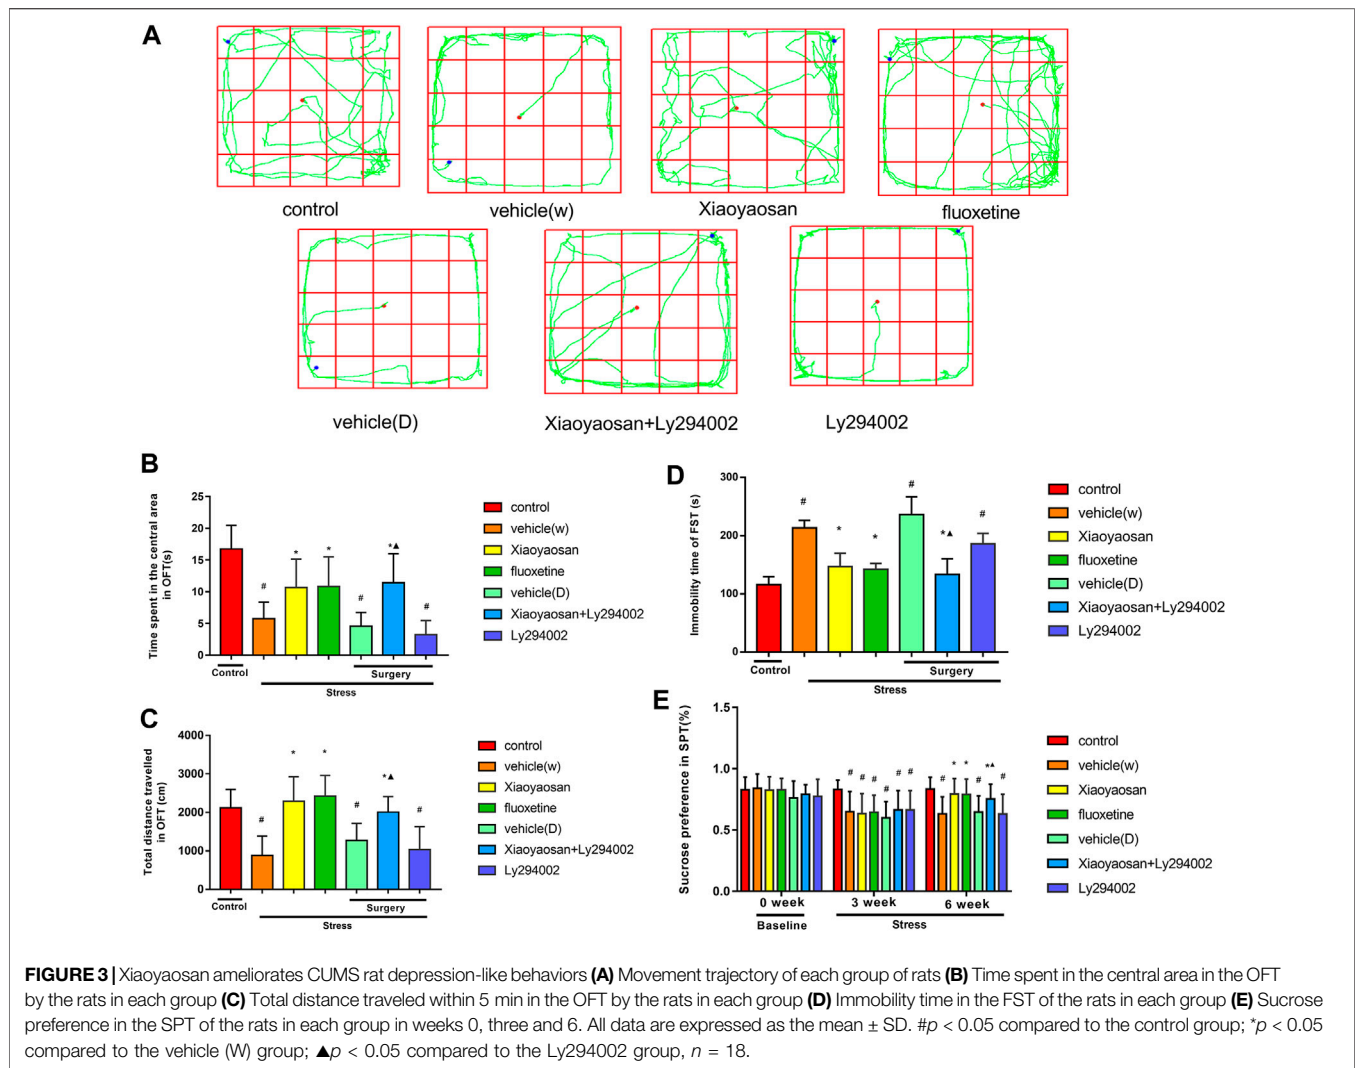 A
control
vehicle(w)
Xiaoyaosan
fluoxetine
vehicle(D)
Xiaoyaosan+Ly294002
Ly294002
B
Time spent in the central area
in OFT(s)
25
20
15
10
5
0
#
*
*
#
*▲
#
Control
Surgery
Stress
control
vehicle(w)
Xiaoyaosan
fluoxetine
vehicle(D)
Xiaoyaosan+Ly294002
Ly294002
D
Immobility time of FST (s)
300
200
100
0
#
*
*
#
*▲
#
Control
Surgery
Stress
control
vehicle(w)
Xiaoyaosan
fluoxetine
vehicle(D)
Xiaoyaosan+Ly294002
Ly294002
C
Total distance travelled
in OFT (cm)
4000
3000
2000
1000
0
#
*
*
#
*▲
#
Control
Surgery
Stress
control
vehicle(w)
Xiaoyaosan
fluoxetine
vehicle(D)
Xiaoyaosan+Ly294002
Ly294002
E
Sucrose preference in SPT(%)
1.5
1.0
0.5
0.0
# # # # # #
# * * # *▲ #
0 week
3 week
6 week
Baseline
Stress
control
vehicle(w)
Xiaoyaosan
fluoxetine
vehicle(D)
Xiaoyaosan+Ly294002
Ly294002
FIGURE 3 | Xiaoyaosan ameliorates CUMS rat depression-like behaviors (A) Movement trajectory of each group of rats (B) Time spent in the central area in the OFT
by the rats in each group (C) Total distance traveled within 5 min in the OFT by the rats in each group (D) Immobility time in the FST of the rats in each group (E) Sucrose
preference in the SPT of the rats in each group in weeks 0, three and 6. All data are expressed as the mean ± SD. #p < 0.05 compared to the control group; *p < 0.05
compared to the vehicle (W) group; ▲p < 0.05 compared to the Ly294002 group, n = 18.